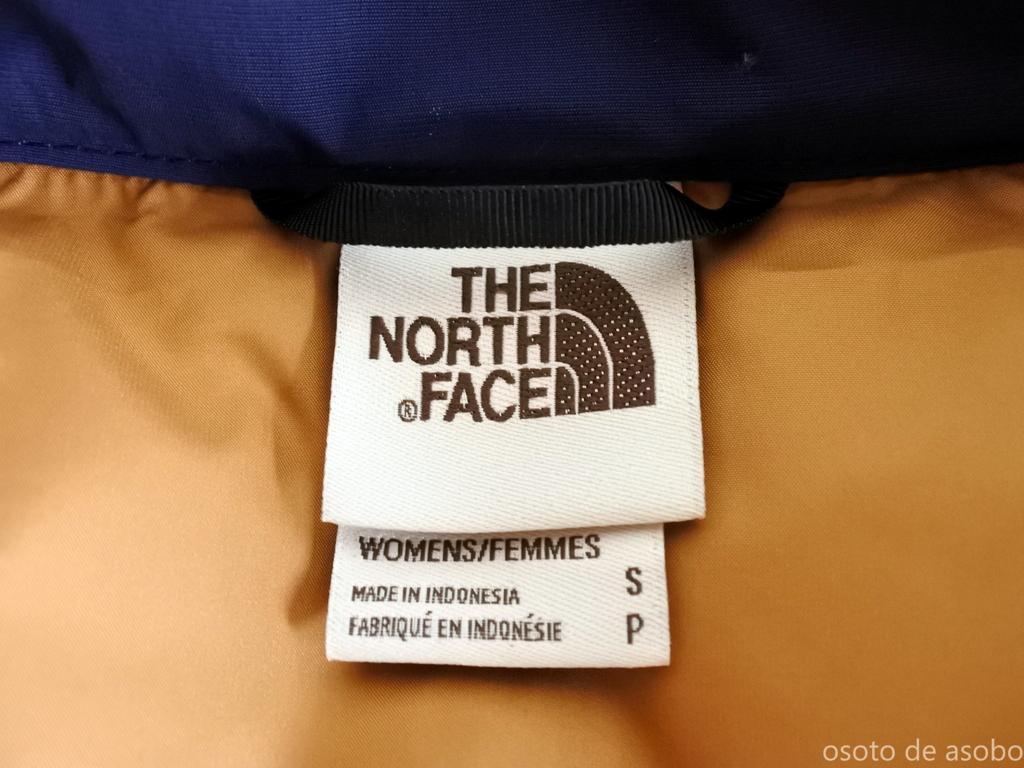 THE
NORTH
®FACE
WOMENS/FEMMES
S
MADE IN INDONESIA
FABRIQUÉ EN INDONÉSIE P
osoto de asobo